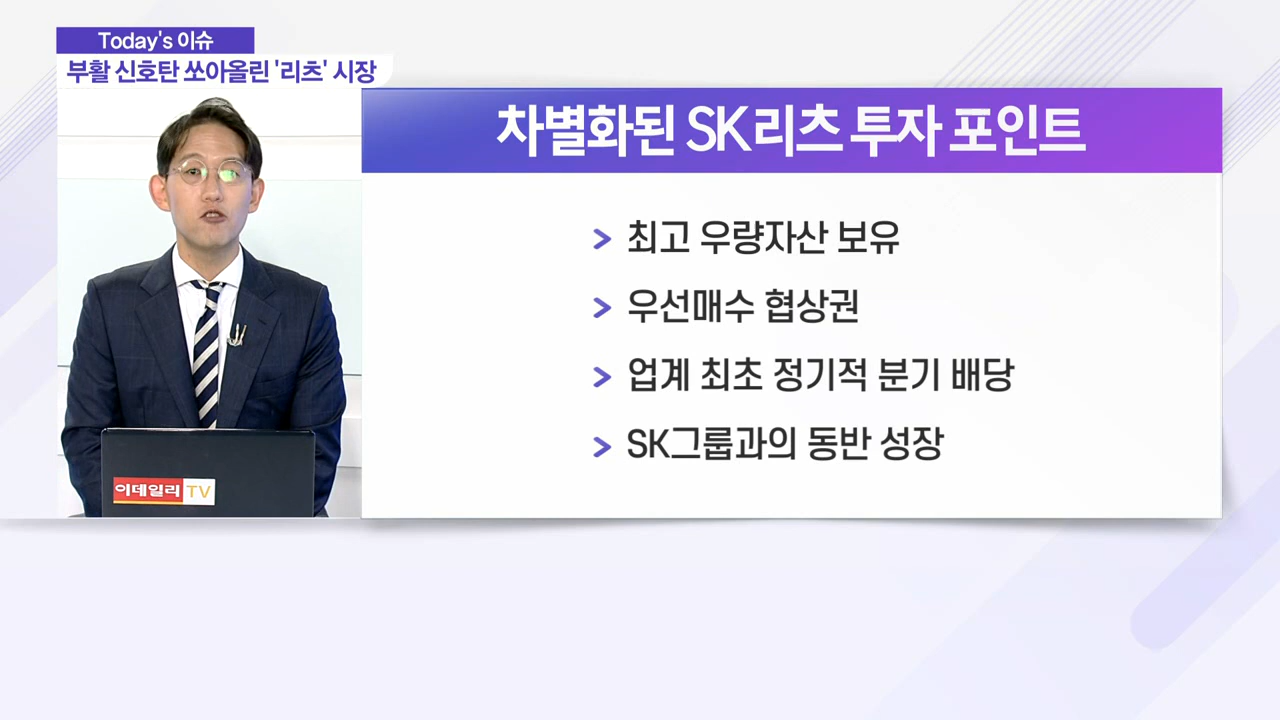 Today's 이슈
부활 신호탄 쏘아올린 '리츠' 시장
차별화된 SK리츠 투자 포인트
> 최고 우량자산 보유
> 우선매수 협상권
> 업계 최초 정기적 분기 배당
> SK그룹과의 동반 성장
이데일리 TV